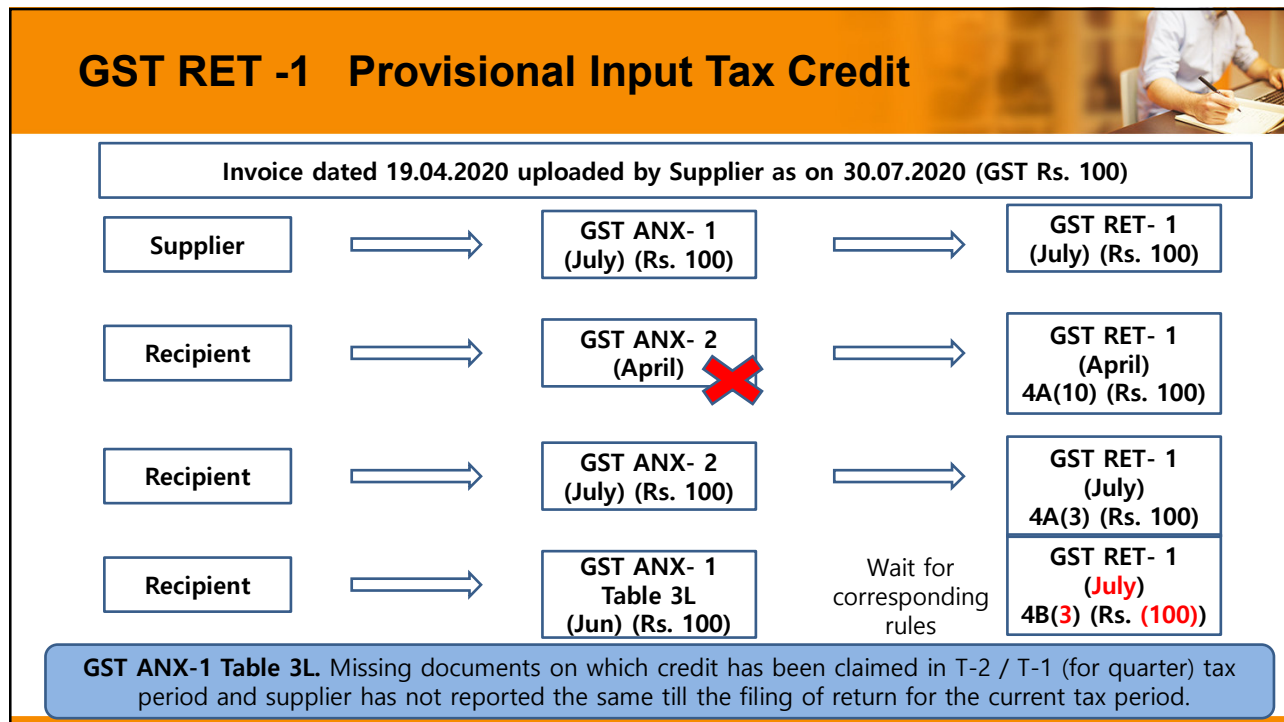 GST RET -1 Provisional Input Tax Credit
Invoice dated 19.04.2020 uploaded by Supplier as on 30.07.2020 (GST Rs. 100)
Supplier
GST ANX- 1
(July) (Rs. 100)
GST RET- 1
(July) (Rs. 100)
Recipient
GST ANX- 2
(April)
GST RET- 1
(April)
4A(10) (Rs. 100)
Recipient
GST ANX- 2
(July) (Rs. 100)
GST RET- 1
(July)
4A(3) (Rs. 100)
Recipient
GST ANX- 1
Table 3L
(Jun) (Rs. 100)
Wait for
corresponding
rules
GST RET- 1
(July)
4B(3) (Rs. (100))
GST ANX-1 Table 3L. Missing documents on which credit has been claimed in T-2 / T-1 (for quarter) tax
period and supplier has not reported the same till the filing of return for the current tax period.